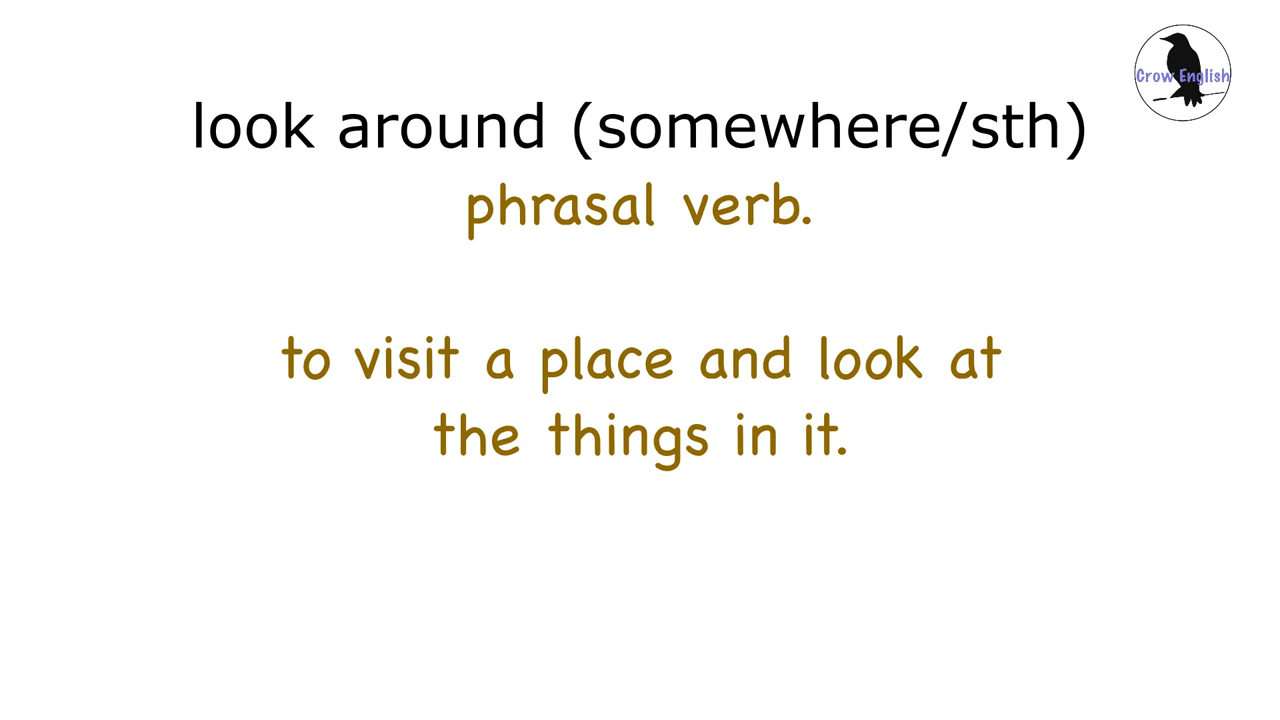 Crow English
look around (somewhere/sth)
phrasal verb.
to visit a place and look at
the things in it.